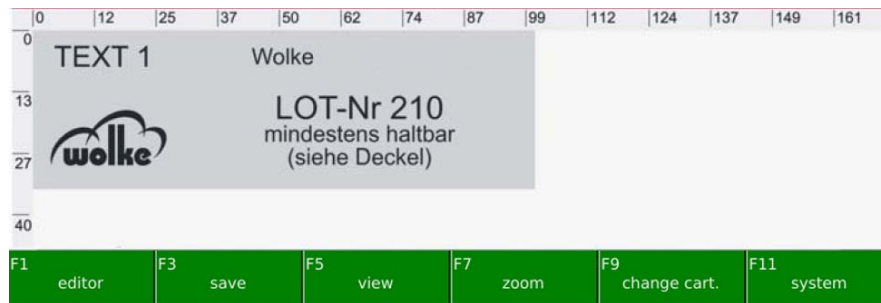 0 12 25 37 50 62 74 87 99 112 124 137 149 161
0
TEXT 1 Wolke
13
LOT-Nr 210
mindestens haltbar
wolke
27
(siehe Deckel)
40
F1 F3 F5 F7 F9 F11
editor save view zoom change cart. system